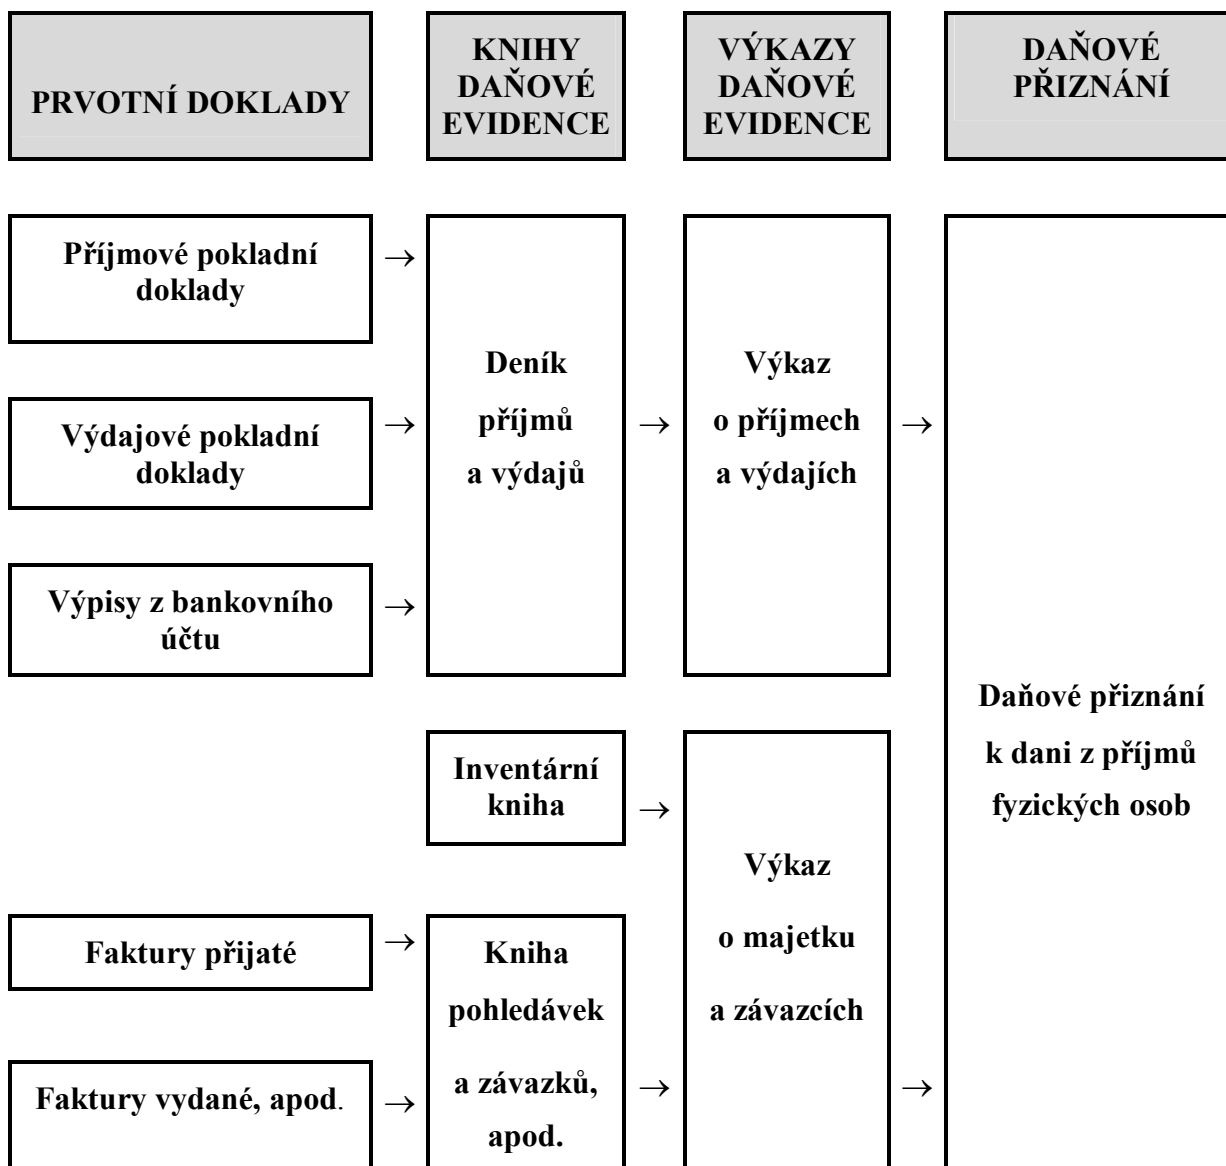 PRVOTNÍ DOKLADY
KNIHY
DAŇOVÉ
EVIDENCE
VÝKAZY
DAŇOVÉ
EVIDENCE
DAŇOVÉ
PŘIZNÁNÍ
Příjmové pokladní
doklady
→
Výdajové pokladní
doklady
→
Výpisy z bankovního
účtu
→
Deník
příjmů
a výdajů
→
Výkaz
o příjmech
a výdajích
→
Inventární
kniha
→
Faktury přijaté
→
Faktury vydané, apod.
→
Kniha
pohledávek
a závazků,
apod.
→
Výkaz
o majetku
a závazcích
→
Daňové přiznání
k dani z příjmů
fyzických osob